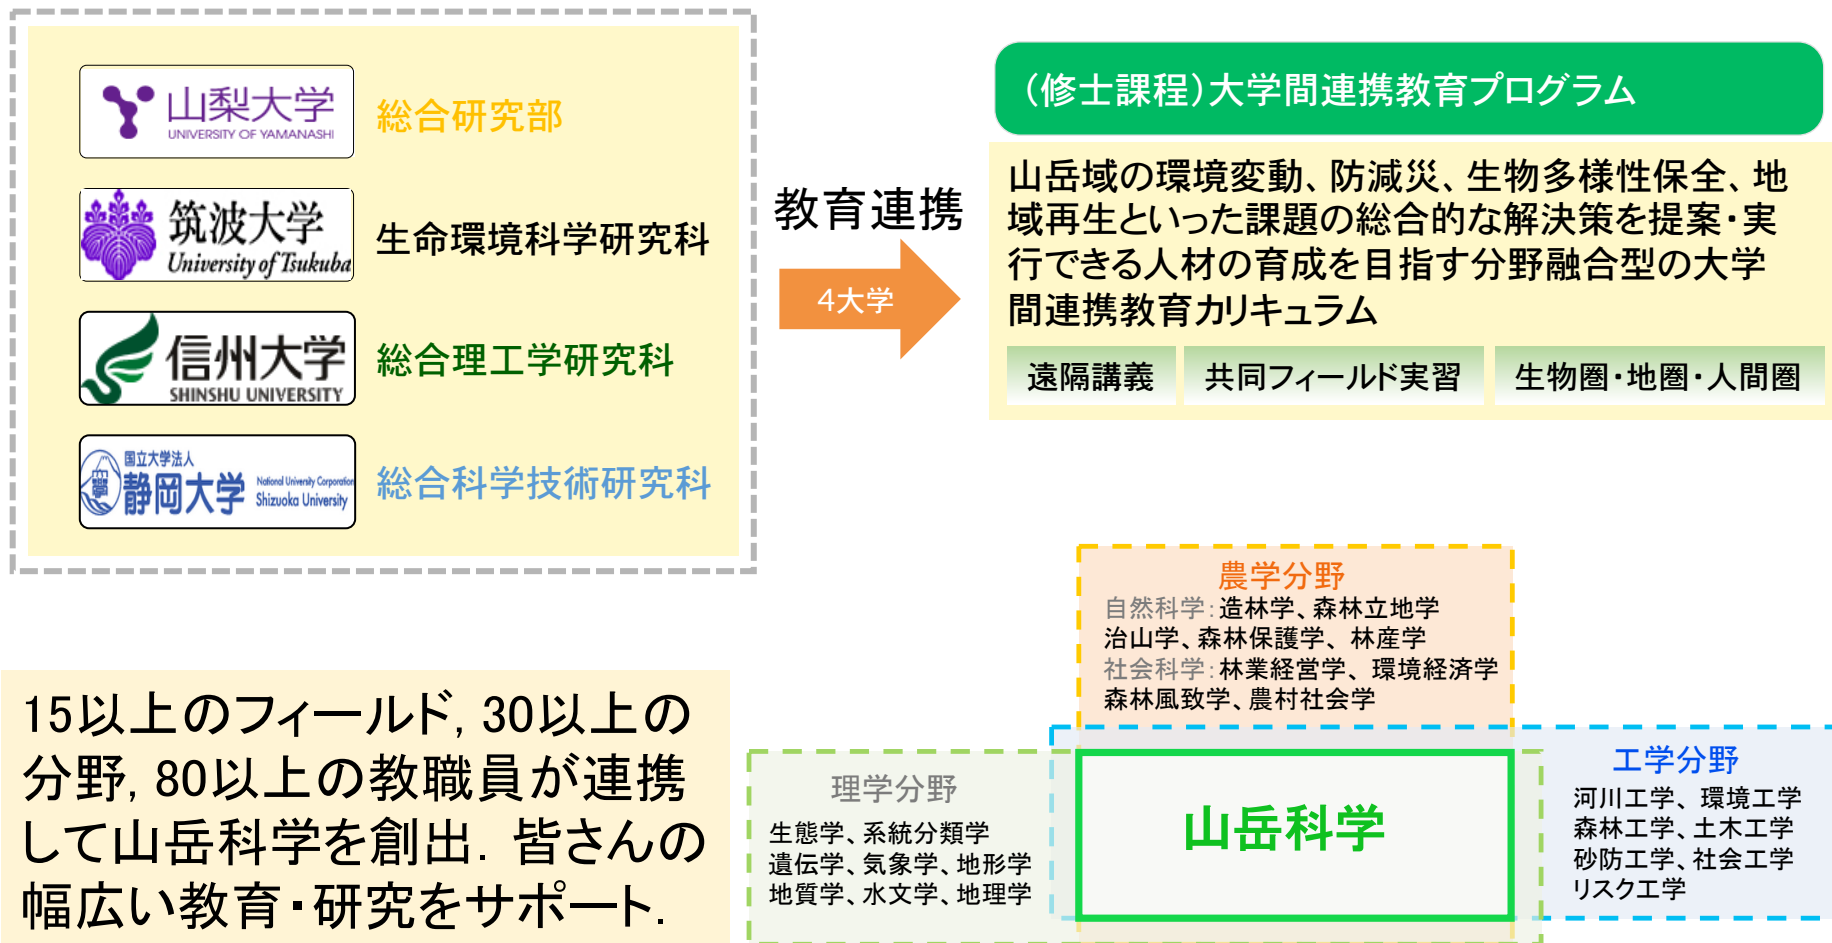 山梨大学
UNIVERSITY OF YAMANASHI
総合研究部
筑波大学
University of Tsukuba
生命環境科学研究科
信州大学
SHINSHU UNIVERSITY
総合理工学研究科
国立大学法人
静岡大学
National University Corporation
Shizuoka University
総合科学技術研究科
教育連携
4大学
(修士課程)大学間連携教育プログラム
山岳域の環境変動、防減災、生物多様性保全、地
域再生といった課題の総合的な解決策を提案・実
行できる人材の育成を目指す分野融合型の大学
間連携教育カリキュラム
遠隔講義
共同フィールド実習
生物圏・地圏・人間圏
15以上のフィールド, 30以上の
分野, 80以上の教職員が連携
して山岳科学を創出. 皆さんの
幅広い教育・研究をサポート.
農学分野
自然科学:造林学、森林立地学
治山学、森林保護学、林産学
社会科学:林業経営学、環境経済学
森林風致学、農村社会学
理学分野
生態学、系統分類学
遺伝学、気象学、地形学
地質学、水文学、地理学
山岳科学
工学分野
河川工学、環境工学
森林工学、土木工学
砂防工学、社会工学
リスク工学